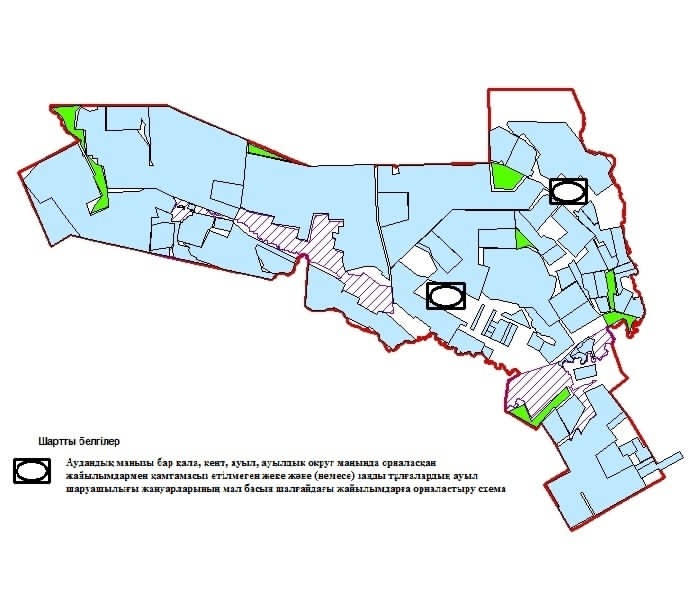 Шартты белгілер
Аудандық маңызы бар қала, кент, ауыл, ауылдық округ маңында орналасқан
жайылымдармен қамтамасыз етілмеген жеке және (немесе) заңды тұлғалардың ауыл
шаруашылығы жануарларының мал басын шалғайдағы жайылымдарға орналастыру схема